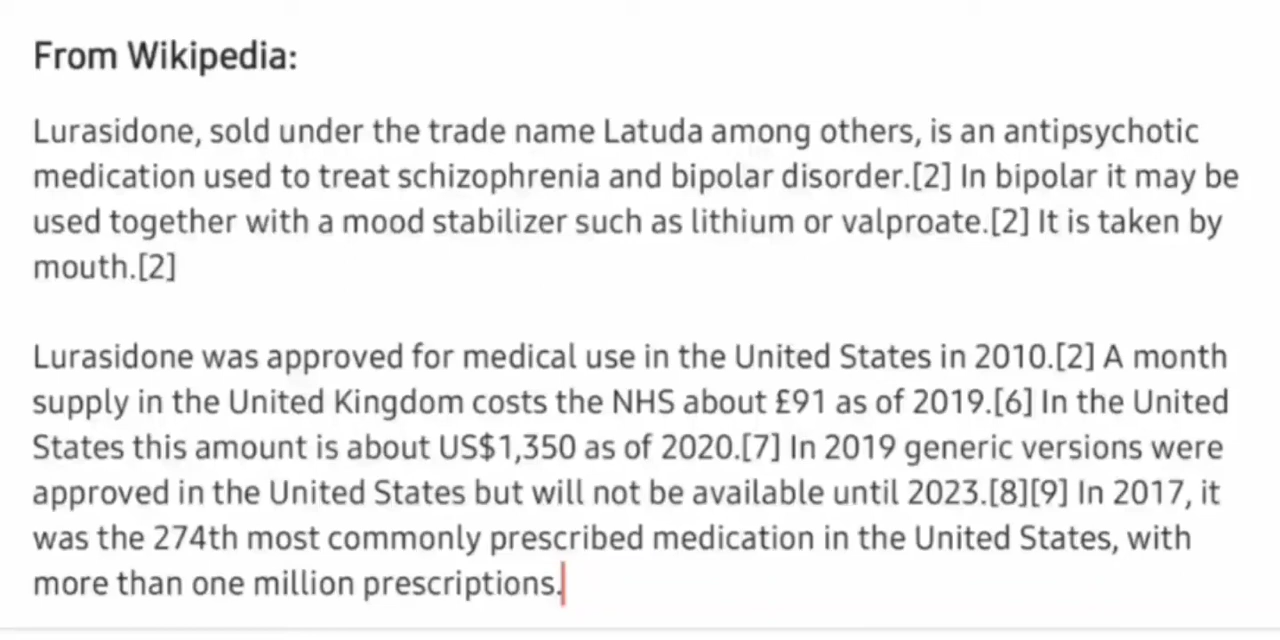 From Wikipedia:
Lurasidone, sold under the trade name Latuda among others, is an antipsychotic
medication used to treat schizophrenia and bipolar disorder.[2] In bipolar it may be
used together with a mood stabilizer such as lithium or valproate.[2] It is taken by
mouth.[2]
Lurasidone was approved for medical use in the United States in 2010.[2] A month
supply in the United Kingdom costs the NHS about £91 as of 2019.[6] In the United
States this amount is about US$1,350 as of 2020.[7] In 2019 generic versions were
approved in the United States but will not be available until 2023.[8][9] In 2017, it
was the 274th most commonly prescribed medication in the United States, with
more than one million prescriptions.